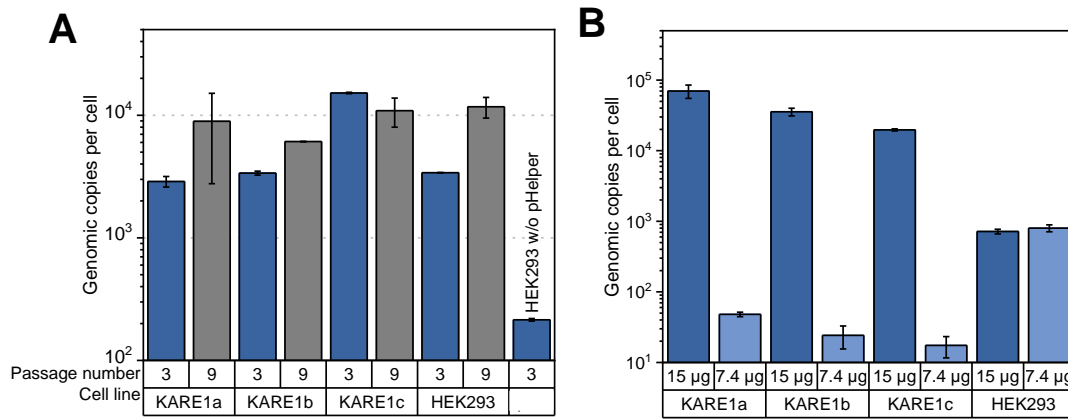 A
Genomic copies per cell
10^4
10^3
10^2
HEK293 w/o pHelper
Passage number 3 9 3 9 3 9 3 9 3
Cell line KARE1a KARE1b KARE1c HEK293
B
Genomic copies per cell
10^5
10^4
10^3
10^2
10^1
15 µg 7.4 µg 15 µg 7.4 µg 15 µg 7.4 µg 15 µg 7.4 µg
KARE1a KARE1b KARE1c HEK293